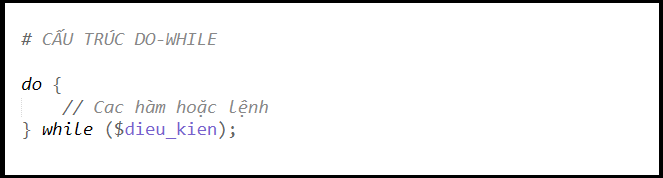 # CẤU TRÚC DO-WHILE
do {
// Cac hàm hoặc lệnh
} while ($dieu_kien);